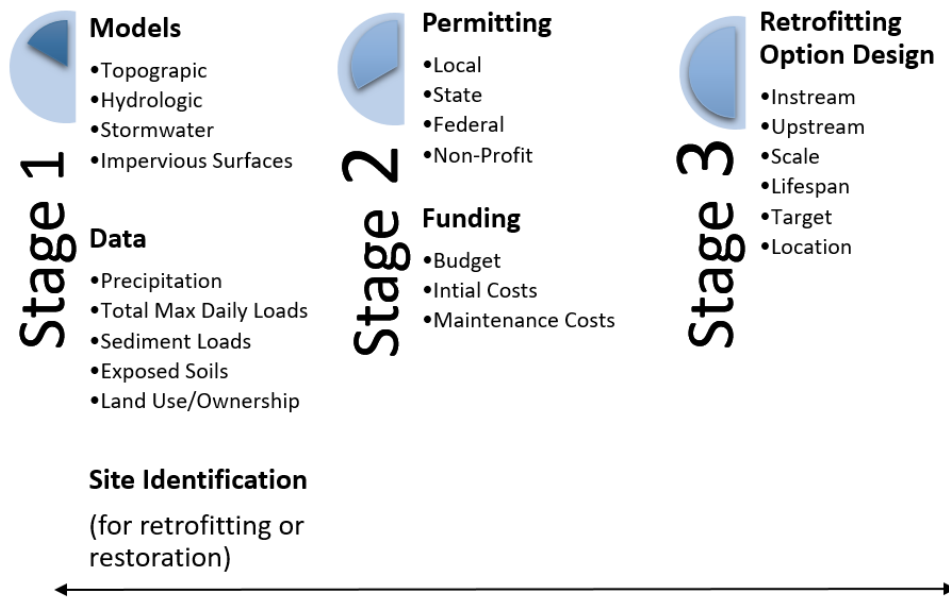 Stage 1
Models
•Topograpic
•Hydrologic
•Stormwater
•Impervious Surfaces
Data
•Precipitation
•Total Max Daily Loads
•Sediment Loads
•Exposed Soils
•Land Use/Ownership
Site Identification
(for retrofitting or
restoration)
Stage 2
Permitting
•Local
•State
•Federal
•Non-Profit
Funding
•Budget
•Intial Costs
•Maintenance Costs
Stage 3
Retrofitting
Option Design
•Instream
•Upstream
•Scale
•Lifespan
•Target
•Location